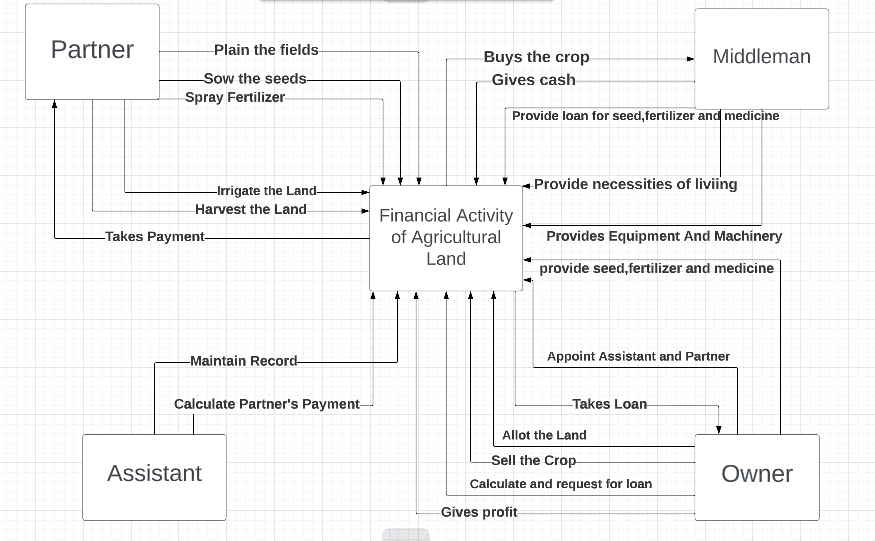 Partner
Plain the fields
Sow the seeds
Spray Fertilizer
Irrigate the Land
Harvest the Land
Takes Payment
Buys the crop
Gives cash
Middleman
Provide loan for seed,fertilizer and medicine
Provide necessities of liviing
Provides Equipment And Machinery
provide seed,fertilizer and medicine
Financial Activity
of Agricultural
Land
Maintain Record
Calculate Partner's Payment
Assistant
Appoint Assistant and Partner
Takes Loan
Allot the Land
Sell the Crop
Calculate and request for loan
Gives profit
Owner